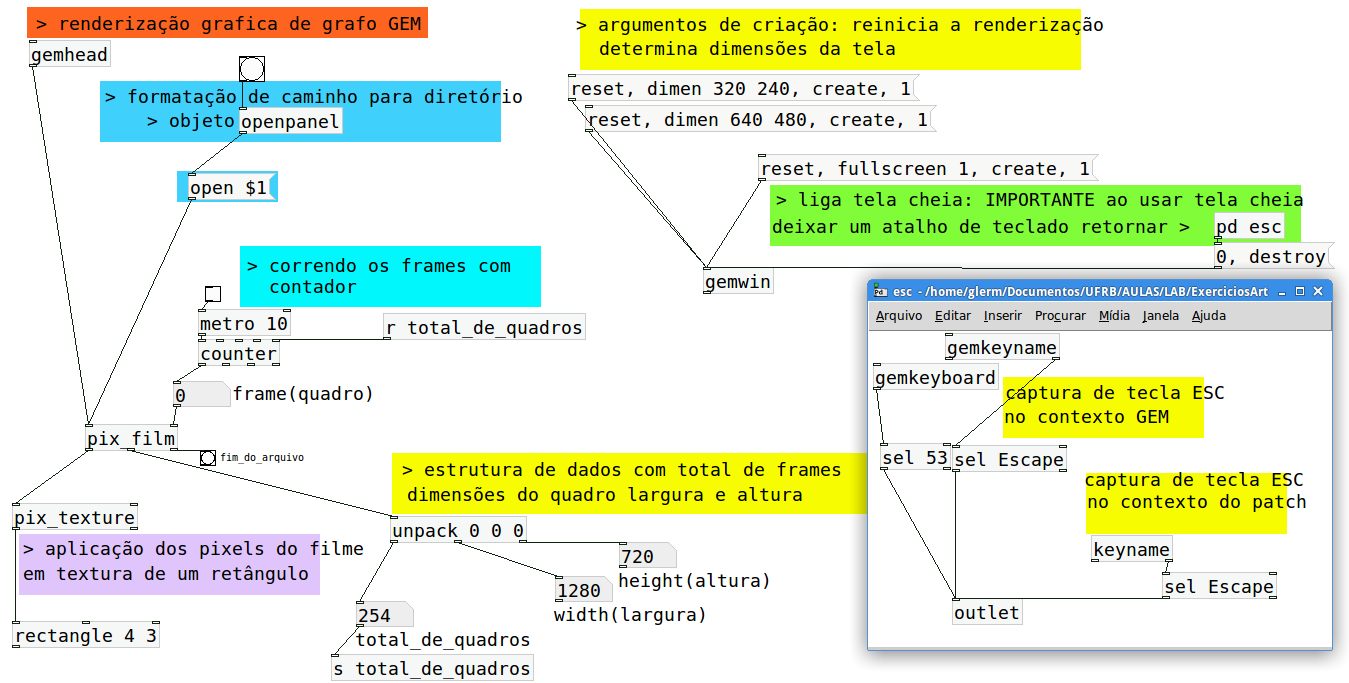 > renderização grafica de grafo GEM
gemhead
> formatação de caminho para diretório
> objeto openpanel
open $1
> correndo os frames com
contador
metro 10
r total_de_quadros
counter
0 frame(quadro)
pix_film
fim_do_arquivo
pix_texture
> aplicação dos pixels do filme
em textura de um retângulo
rectangle 4 3
> argumentos de criação: reinicia a renderização
determina dimensões da tela
reset, dimen 320 240, create, 1
reset, dimen 640 480, create, 1
reset, fullscreen 1, create, 1
> liga tela cheia: IMPORTANTE ao usar tela cheia
deixar um atalho de teclado retornar > pd esc
0, destroy
gemwin
> estrutura de dados com total de frames
dimensões do quadro largura e altura
unpack 0 0 0
720
height(altura)
1280
width(largura)
254
total_de_quadros
s total_de_quadros
esc - /home/glerm/Documentos/UFRB/AULAS/LAB/ExerciciosArt
Arquivo Editar Inserir Procurar Mídia Janela Ajuda
gemkeyname
gemkeyboard
captura de tecla ESC
no contexto GEM
sel 53
sel Escape
captura de tecla ESC
no contexto do patch
keyname
sel Escape
outlet